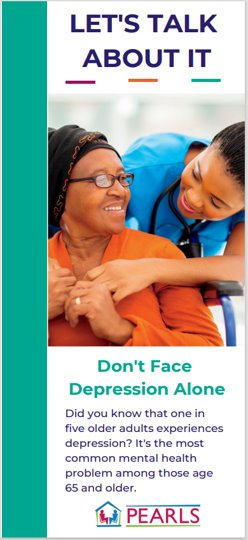 LET'S TALK
ABOUT IT
Don't Face
Depression Alone
Did you know that one in
five older adults experiences
depression? It's the most
common mental health
problem among those age
65 and older.
PEARLS